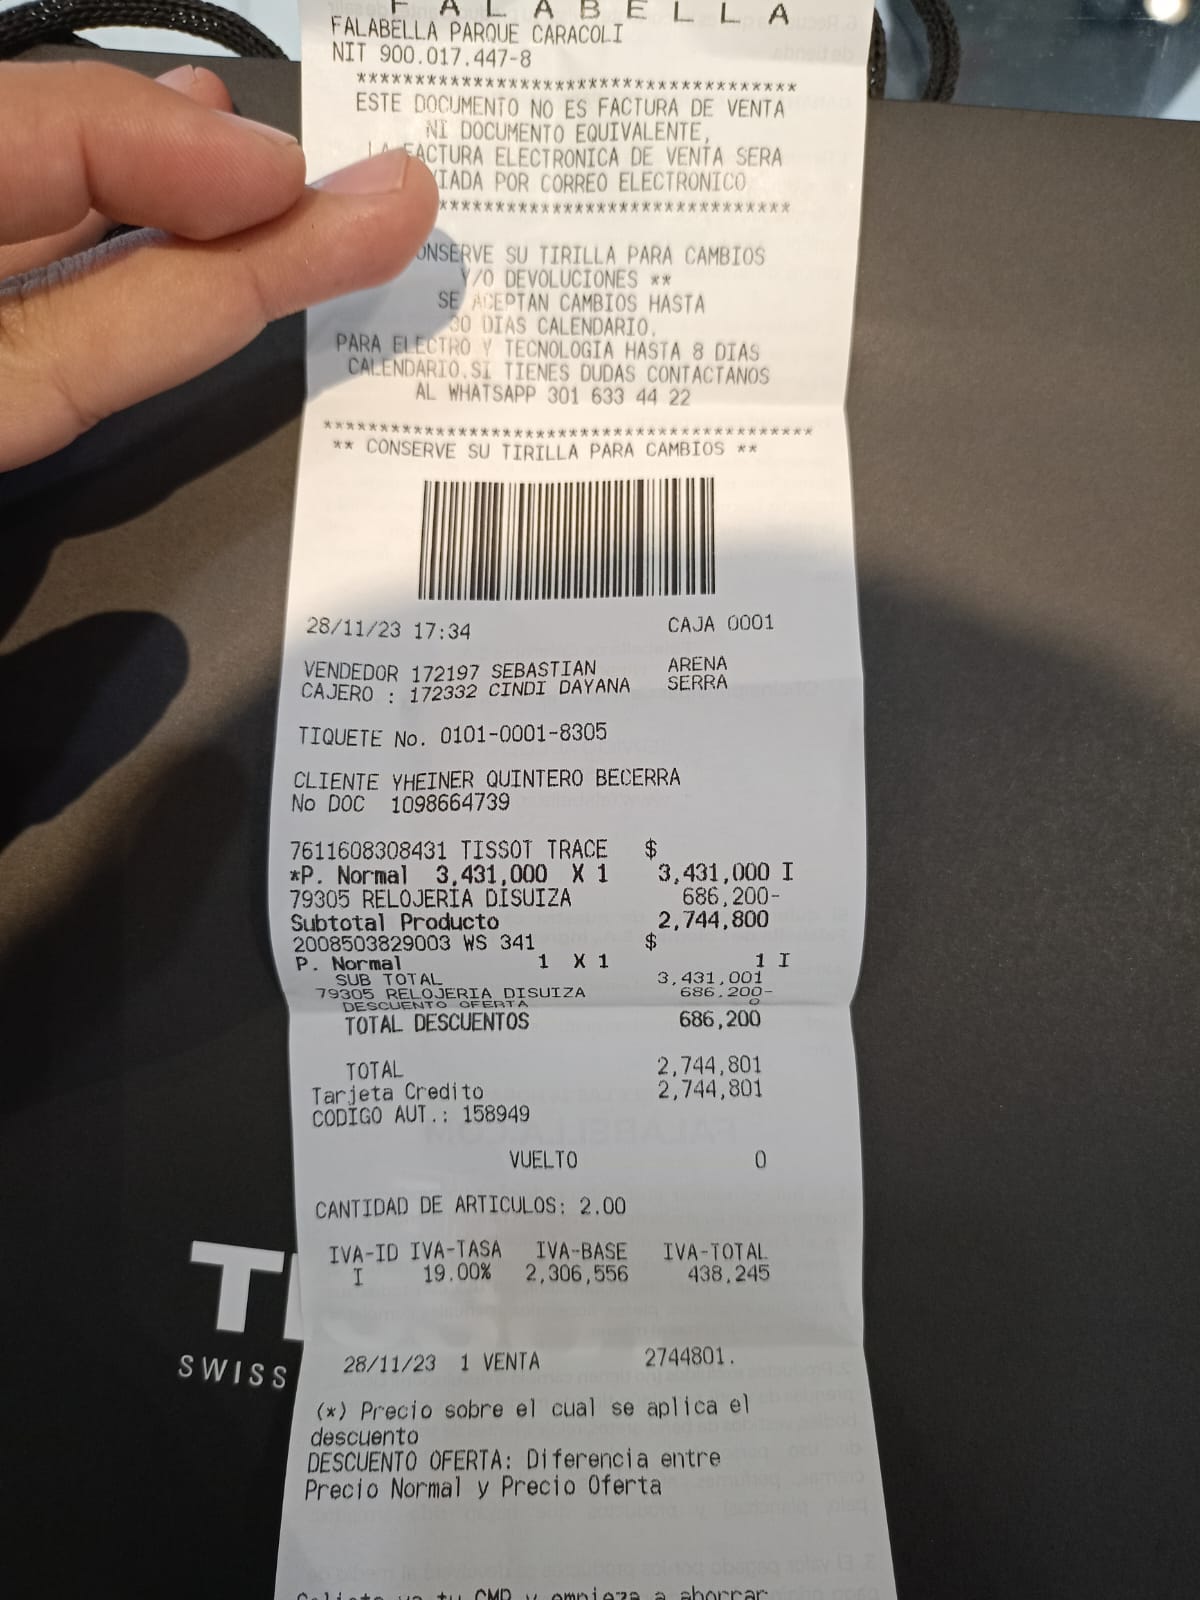 FALABELLA
FALABELLA PARQUE CARACOLI
NIT 900.017.447-8
**************************************
ESTE DOCUMENTO NO ES FACTURA DE VENTA
NI DOCUMENTO EQUIVALENTE,
LA FACTURA ELECTRONICA DE VENTA SERA
POR CORREO ELECTRONICO
*******************************
SU TIRILLA PARA CAMBIOS
Y/O DEVOLUCIONES **
SE ACEPTAN CAMBIOS HASTA
30 DIAS CALENDARIO.
PARA ELECTRO Y TECNOLOGIA HASTA 8 DIAS
CALENDARIO.SI TIENES DUDAS CONTACTANOS
AL WHATSAPP 301 633 44 22
******************************************
** CONSERVE SU TIRILLA PARA CAMBIOS **
28/11/23 17:34 CAJA 0001
VENDEDOR 172197 SEBASTIAN ARENA
CAJERO : 172332 CINDI DAYANA SERRA
TIQUETE No. 0101-0001-8305
CLIENTE YHEINER QUINTERO BECERRA
No DOC 1098664739
7611608308431 TISSOT TRACE $
*P. Normal 3,431,000 X 1 3,431,000 I
79305 RELOJERIA DISUIZA 686,200-
Subtotal Producto 2,744,800
2008503829003 WS 341 $
P. Normal 1 X 1 1 I
SUB TOTAL 3,431,001
79305 RELOJERIA DISUIZA 686.200-
DESCUENTO OFERTA 0
TOTAL DESCUENTOS 686,200
TOTAL 2,744,801
Tarjeta Credito 2,744,801
CODIGO AUT.: 158949
VUELTO 0
CANTIDAD DE ARTICULOS: 2.00
IVA-ID IVA-TASA IVA-BASE IVA-TOTAL
I 19.00% 2,306,556 438,245
28/11/23 1 VENTA 2744801.
(*) Precio sobre el cual se aplica el
descuento
DESCUENTO OFERTA: Diferencia entre
Precio Normal y Precio Oferta
tu CMR y empieza a ahorrar
SWISS